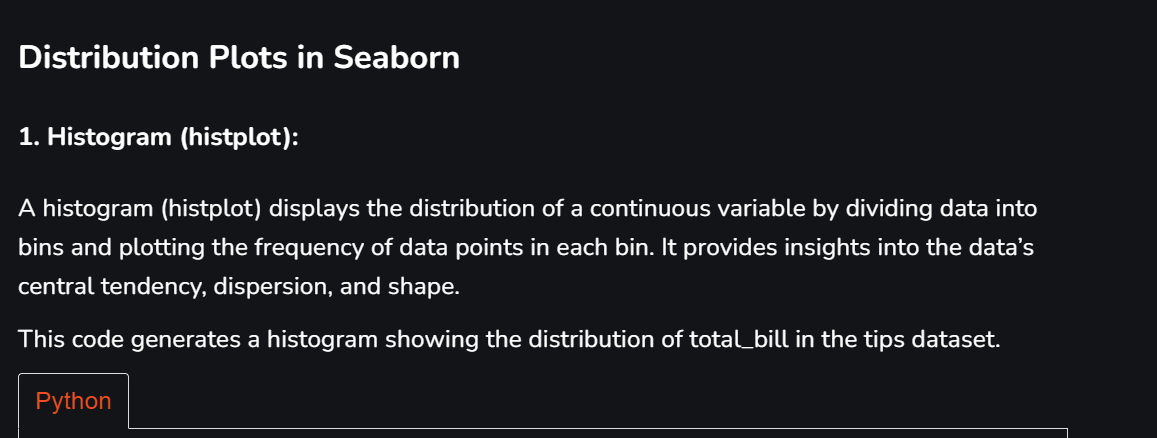 Distribution Plots in Seaborn
1. Histogram (histplot):
A histogram (histplot) displays the distribution of a continuous variable by dividing data into
bins and plotting the frequency of data points in each bin. It provides insights into the data’s
central tendency, dispersion, and shape.
This code generates a histogram showing the distribution of total_bill in the tips dataset.
Python